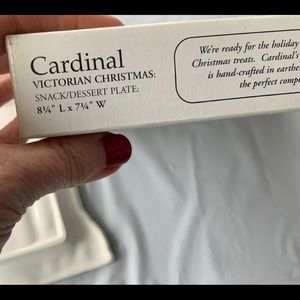 Cardinal
VICTORIAN CHRISTMAS:
SNACK/DESSERT PLATE:
8¼" L x 7¼" W
We're ready for the holiday
Christmas treats. Cardinal's
is hand-crafted in earthe
the perfect comp